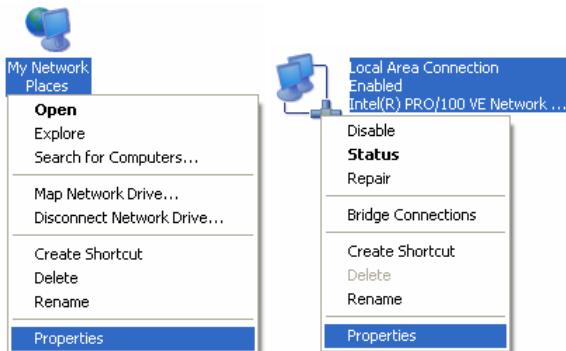 My Network
Places
Open
Explore
Search for Computers...
Map Network Drive...
Disconnect Network Drive...
Create Shortcut
Delete
Rename
Properties
Local Area Connection
Enabled
Intel(R) PRO/100 VE Network ...
Disable
Status
Repair
Bridge Connections
Create Shortcut
Delete
Rename
Properties